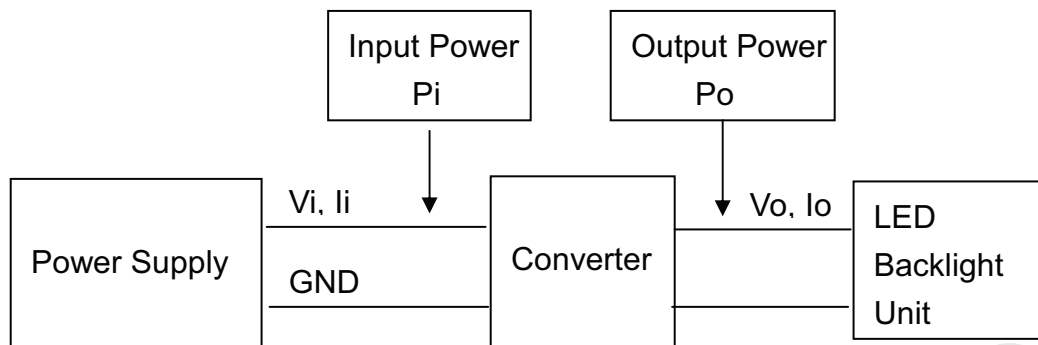 Input Power
Pi
Output Power
Po
Vi, Ii
Vo, Io
Power Supply
GND
Converter
LED
Backlight
Unit